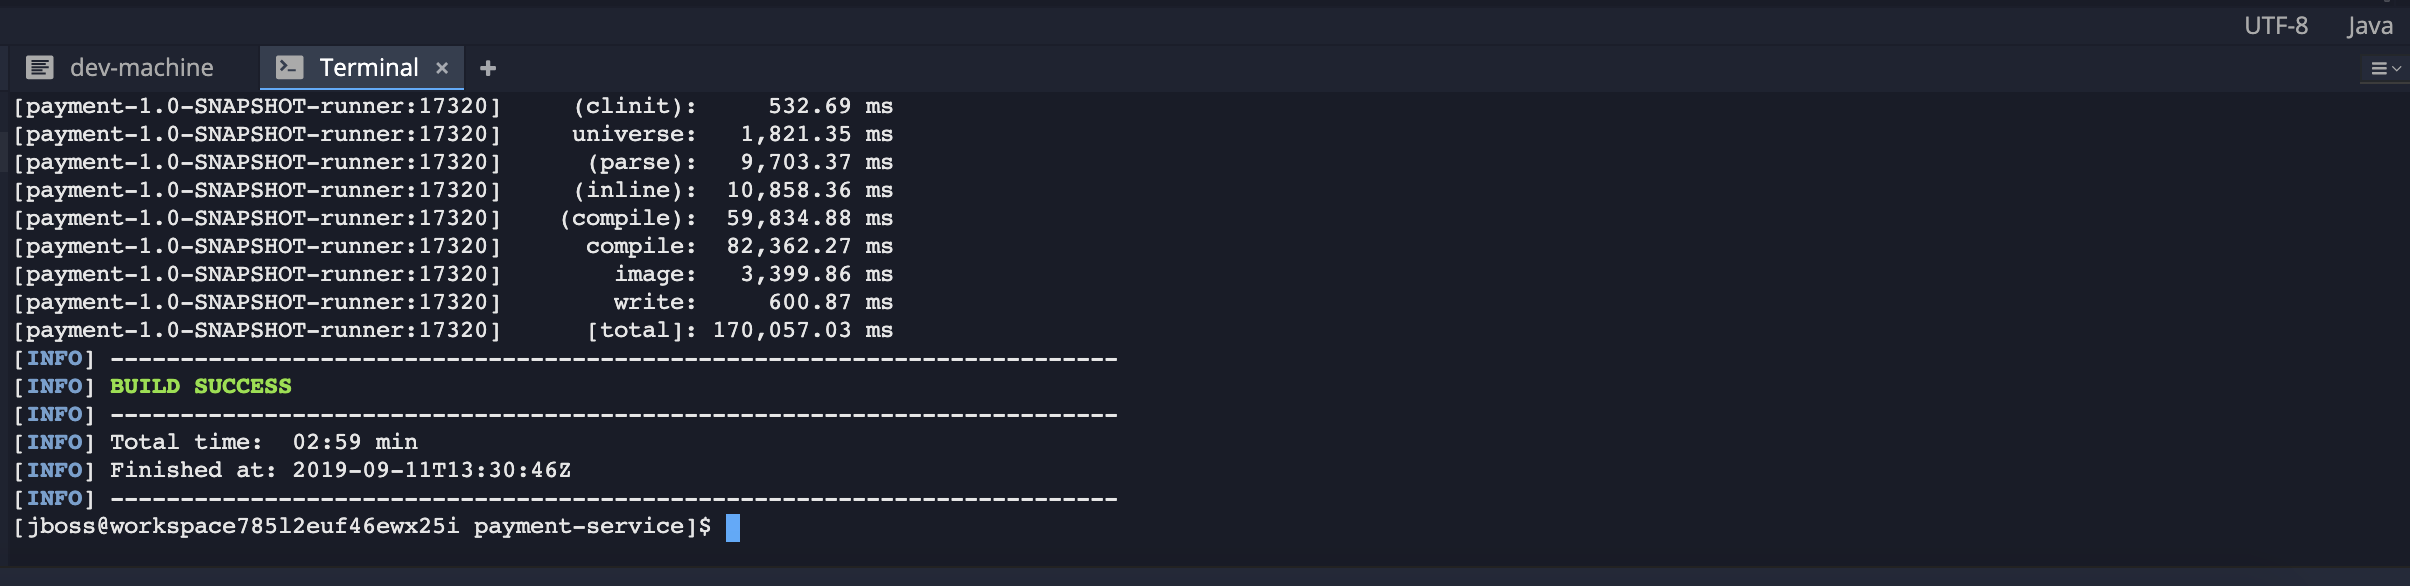 UTF-8 Java
dev-machine Terminal × +
[payment-1.0-SNAPSHOT-runner:17320] (clinit): 532.69 ms
[payment-1.0-SNAPSHOT-runner:17320] universe: 1,821.35 ms
[payment-1.0-SNAPSHOT-runner:17320] (parse): 9,703.37 ms
[payment-1.0-SNAPSHOT-runner:17320] (inline): 10,858.36 ms
[payment-1.0-SNAPSHOT-runner:17320] (compile): 59,834.88 ms
[payment-1.0-SNAPSHOT-runner:17320] compile: 82,362.27 ms
[payment-1.0-SNAPSHOT-runner:17320] image: 3,399.86 ms
[payment-1.0-SNAPSHOT-runner:17320] write: 600.87 ms
[payment-1.0-SNAPSHOT-runner:17320] [total]: 170,057.03 ms
[INFO] ------------------------------------------------------------------------
[INFO] BUILD SUCCESS
[INFO] ------------------------------------------------------------------------
[INFO] Total time: 02:59 min
[INFO] Finished at: 2019-09-11T13:30:46Z
[INFO] ------------------------------------------------------------------------
[jboss@workspace785l2euf46ewx25i payment-service]$